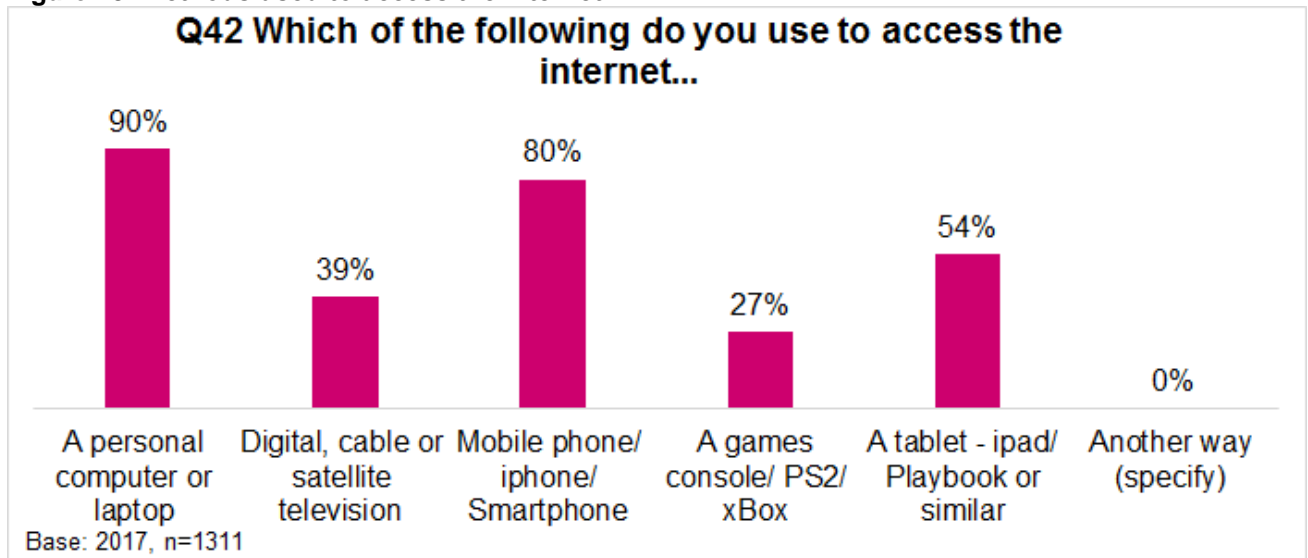 Q42 Which of the following do you use to access the
internet...
90%
39%
80%
27%
54%
0%
A personal
computer or
laptop
Digital, cable or
satellite
television
Mobile phone/
iphone/
Smartphone
A games
console/ PS2/
xBox
A tablet - ipad/
Playbook or
similar
Another way
(specify)
Base: 2017, n=1311